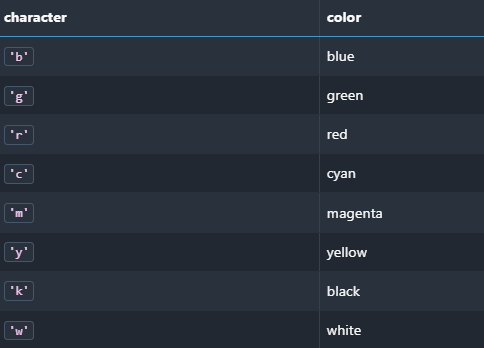 character color
'b' blue
'g' green
'r' red
'c' cyan
'm' magenta
'y' yellow
'k' black
'w' white